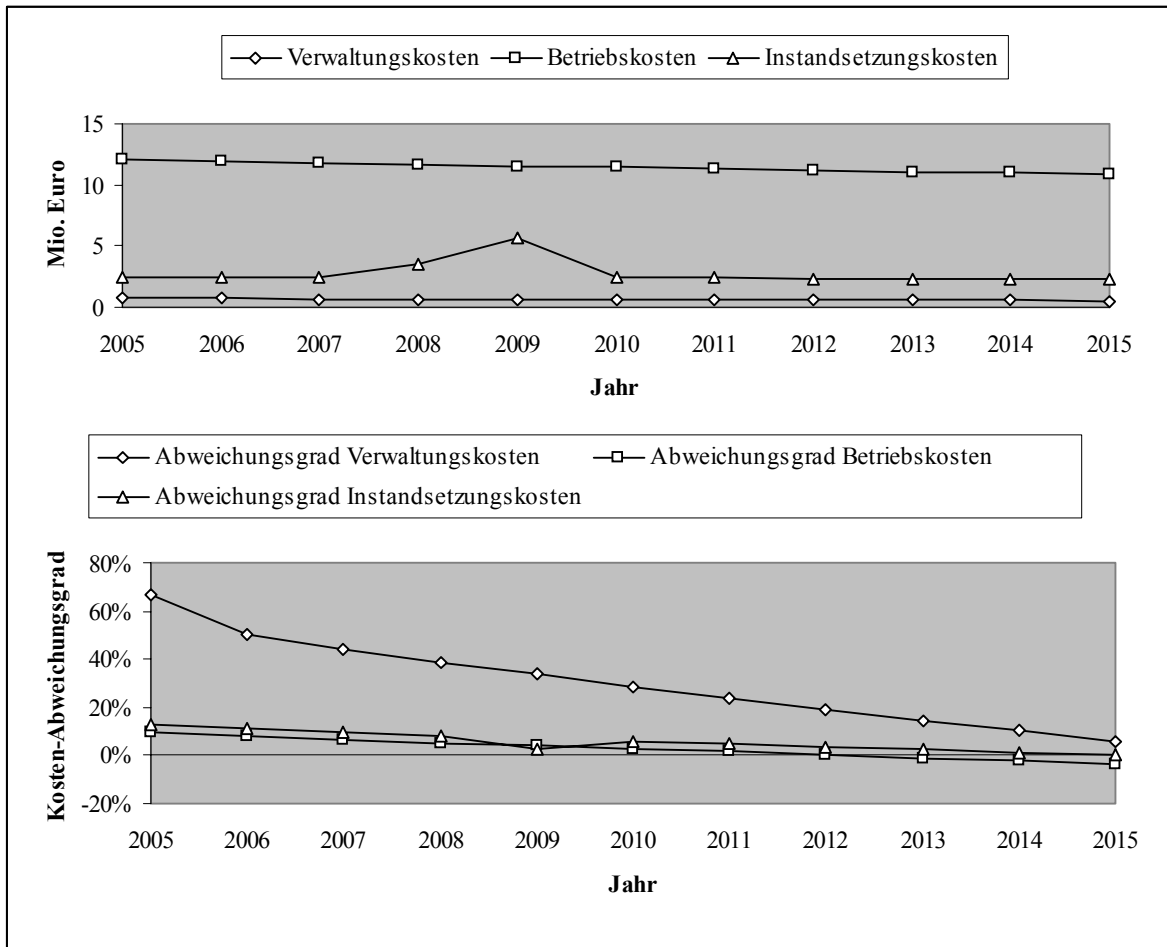 Verwaltungskosten Betriebskosten Instandsetzungskosten
15
10
5
0
Mio. Euro
2005 2006 2007 2008 2009 2010 2011 2012 2013 2014 2015
Jahr
Abweichungsgrad Verwaltungskosten Abweichungsgrad Betriebskosten
Abweichungsgrad Instandsetzungskosten
80%
60%
40%
20%
0%
-20%
Kosten-Abweichungsgrad
2005 2006 2007 2008 2009 2010 2011 2012 2013 2014 2015
Jahr